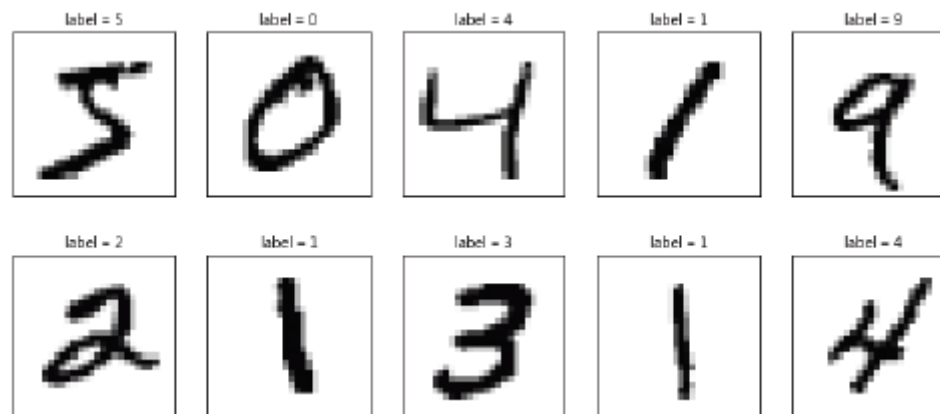 label = 5 label = 0 label = 4 label = 1 label = 9
5 0 4 1 9
label = 2 label = 1 label = 3 label = 1 label = 4
2 1 3 1 4